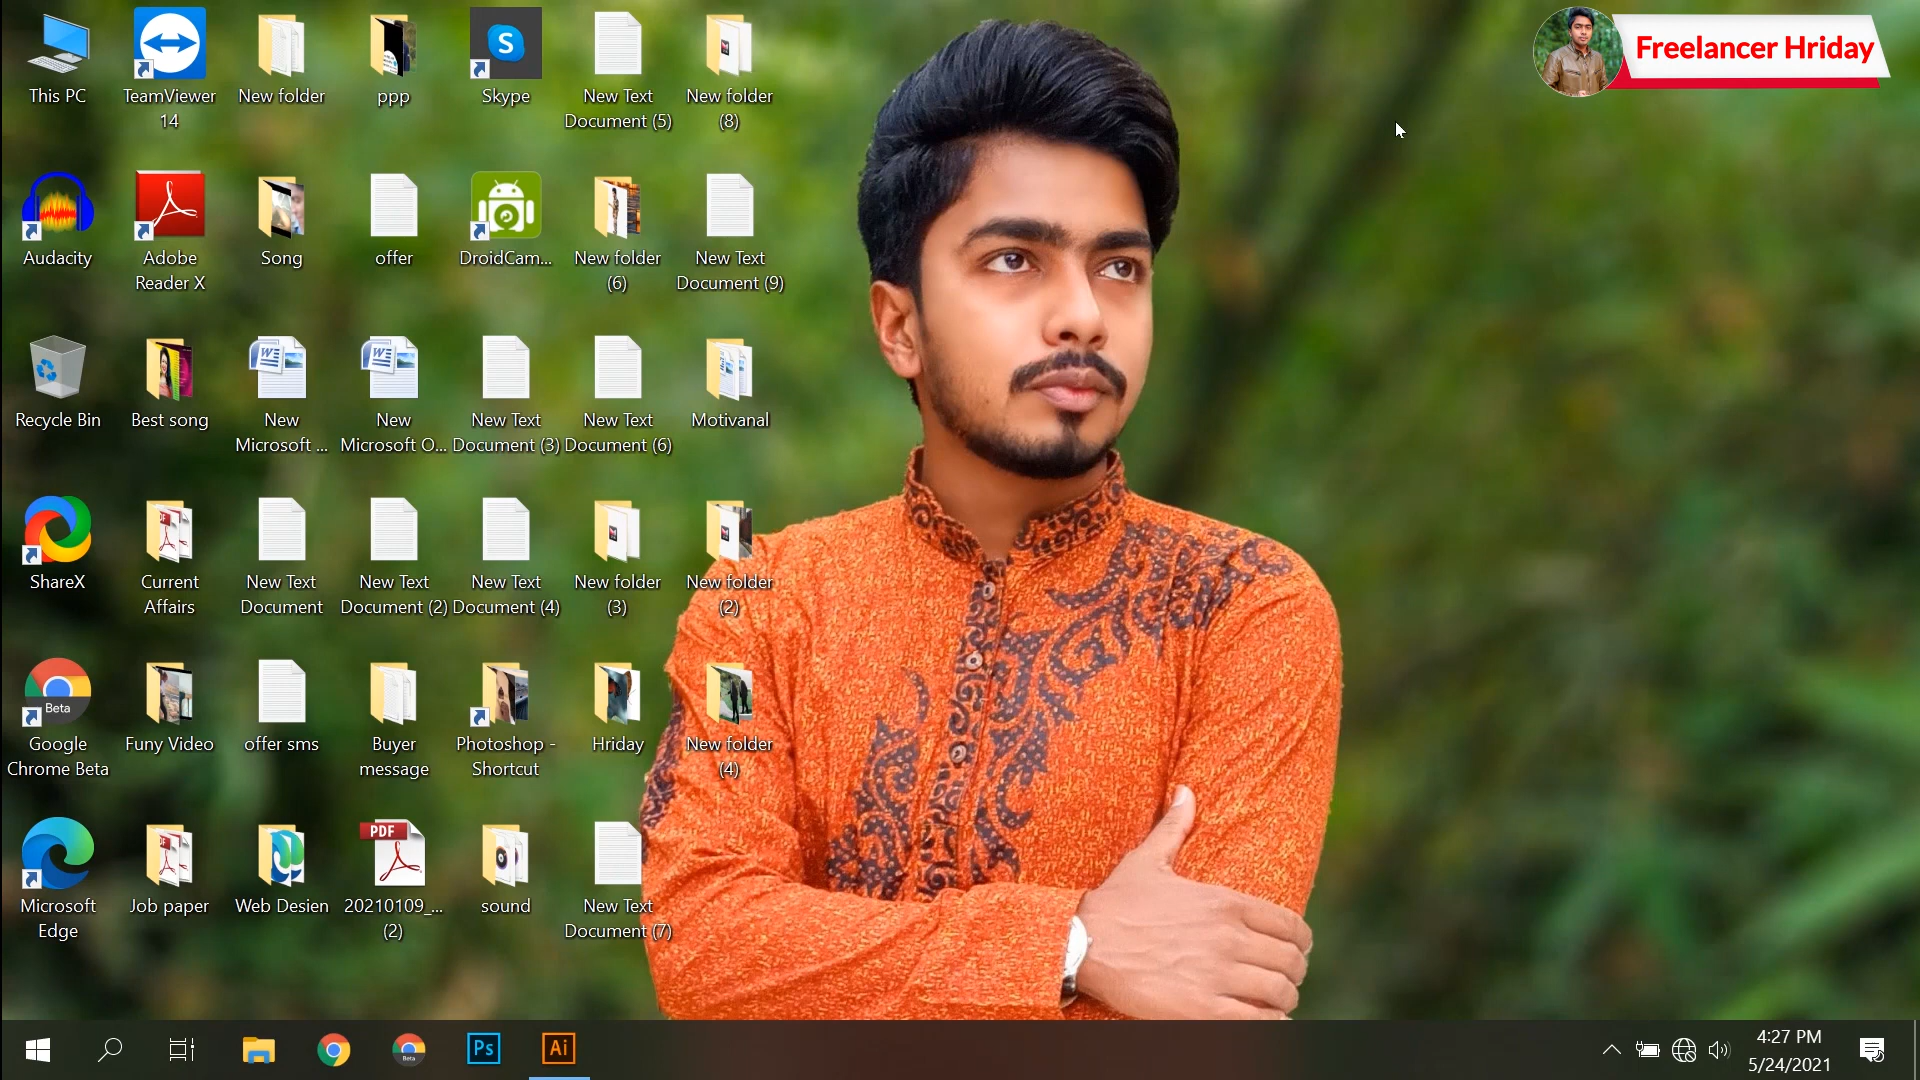 Freelancer Hriday
This PC
TeamViewer
14
New folder
ppp
S
Skype
New Text
Document (5)
New folder
(8)
Audacity
Adobe
Reader X
Song
offer
DroidCam...
New folder
(6)
New Text
Document (9)
Recycle Bin
Best song
W
New
Microsoft ...
W
New
Microsoft O...
New Text
Document (3)
New Text
Document (6)
Motivanal
ShareX
Current
Affairs
New Text
Document
New Text
Document (2)
New Text
Document (4)
New folder
(3)
New folder
(2)
Beta
Google
Chrome Beta
Funy Video
offer sms
Buyer
message
Photoshop -
Shortcut
Hriday
New folder
(4)
Microsoft
Edge
Job paper
Web Desien
PDF
20210109_...
(2)
sound
New Text
Document (7)
Beta
Ps
Ai
4:27 PM
5/24/2021